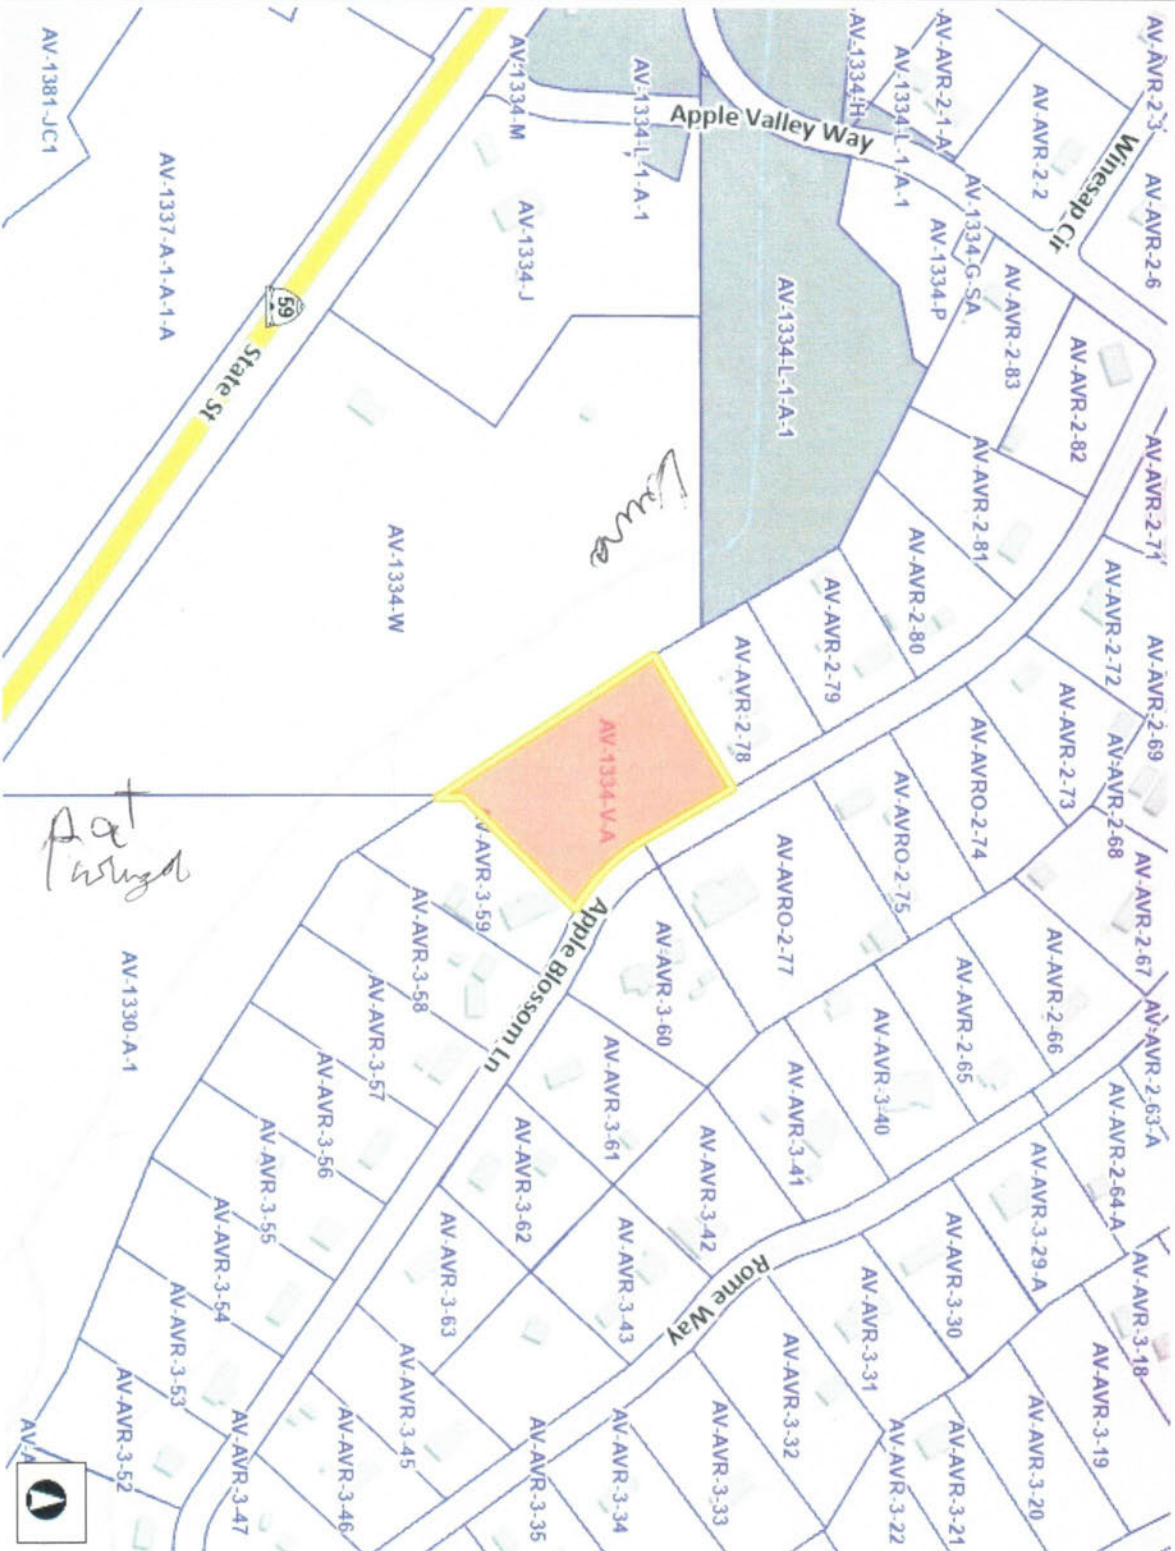 AV-AVR-2-3
AV-AVR-2-6
AV-AVR-2-71
AV-AVR-2-69
AV-AVR-2-67
AV-AVR-2-63-A
AV-AVR-3-18
Winesap Cir
AV-AVR-2-2
AV-AVR-2-82
AV-AVR-2-72
AV-AVR-2-68
AV-AVR-2-64-A
AV-AVR-3-19
AV-AVR-2-1-A
AV-1334-G-SA
AV-AVR-2-83
AV-AVR-2-73
AV-AVR-2-66
AV-AVR-3-29-A
AV-AVR-3-20
AV-1334-L-1-A-1
AV-1334-P
AV-AVR-2-81
AV-AVRO-2-74
AV-AVR-2-65
AV-AVR-3-30
AV-AVR-3-21
AV-1334-H
AV-AVR-2-80
AV-AVRO-2-75
AV-AVR-3-40
AV-AVR-3-31
AV-AVR-3-22
Apple Valley Way
AV-1334-L-1-A-1
AV-AVR-2-79
AV-AVRO-2-77
AV-AVR-3-41
AV-AVR-3-32
AV-AVR-2-78
AV-AVR-3-60
AV-AVR-3-42
Rome Way
AV-AVR-3-33
AV-1334-L-1-A-1
AV-1334-V-A
AV-AVR-3-61
AV-AVR-3-43
AV-AVR-3-34
AV-1334-M
AV-1334-J
Apple Blossom Ln
AV-AVR-3-62
AV-AVR-3-35
V-AVR-3-59
AV-AVR-3-63
AV-1334-W
AV-AVR-3-58
AV-AVR-3-45
AV-AVR-3-57
AV-AVR-3-46
59
State St
AV-AVR-3-56
AV-AVR-3-55
AV-AVR-3-47
AV-1337-A-1-A-1-A
AV-AVR-3-54
AV-AVR-3-53
AV-1330-A-1
AV-AVR-3-52
AV-1381-JC1
AV-A